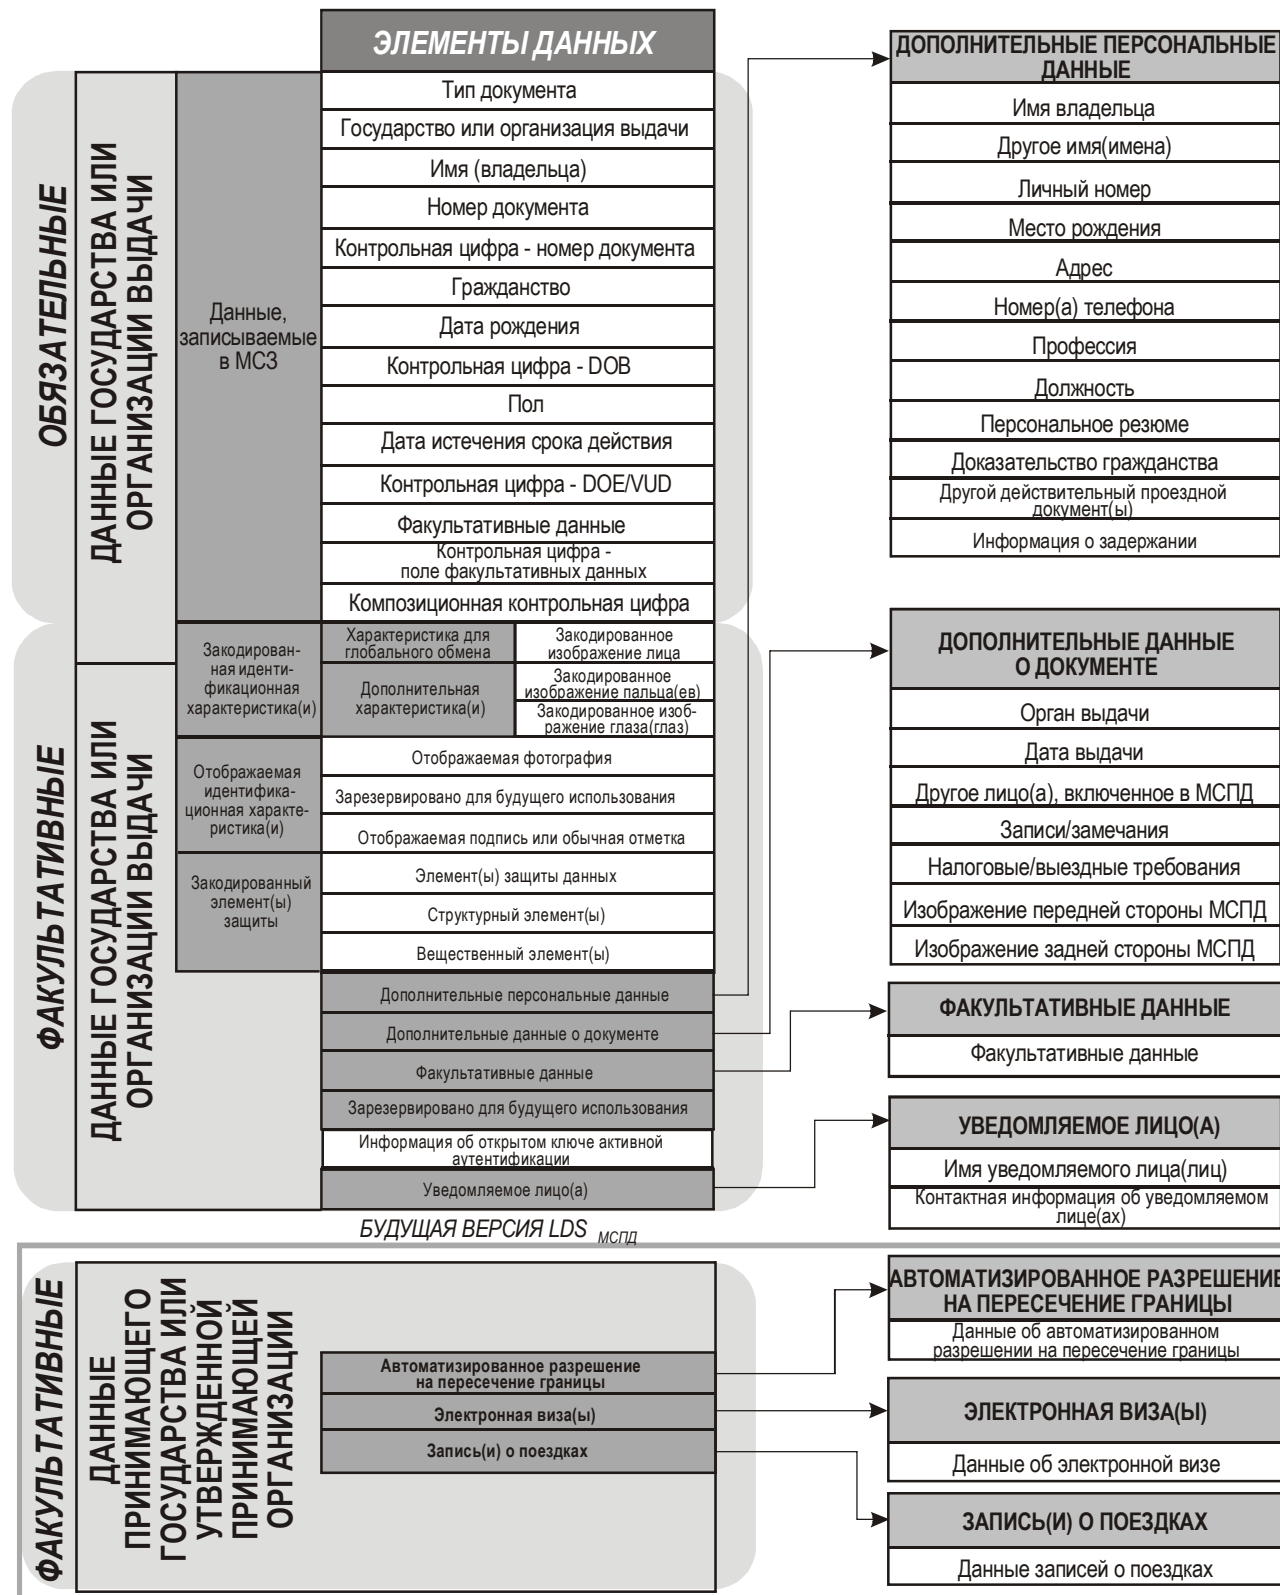 ЭЛЕМЕНТЫ ДАННЫХ
ОБЯЗАТЕЛЬНЫЕ
ДАННЫЕ ГОСУДАРСТВА ИЛИ
ОРГАНИЗАЦИИ ВЫДАЧИ
Данные,
записываемые
в МСЗ
Тип документа
Государство или организация выдачи
Имя (владельца)
Номер документа
Контрольная цифра - номер документа
Гражданство
Дата рождения
Контрольная цифра - DOB
Пол
Дата истечения срока действия
Контрольная цифра - DOE/VUD
Факультативные данные
Контрольная цифра -
поле факультативных данных
Композиционная контрольная цифра
ФАКУЛЬТАТИВНЫЕ
ДАННЫЕ ГОСУДАРСТВА ИЛИ
ОРГАНИЗАЦИИ ВЫДАЧИ
Закодирован-
ная иденти-
фикационная
характеристика(и)
Характеристика для
глобального обмена
Закодированное
изображение лица
Дополнительная
характеристика(и)
Закодированное
изображение пальца(ев)
Закодированное изоб-
ражение глаза(глаз)
Отображаемая
идентифика-
ционная характе-
ристика(и)
Отображаемая фотография
Зарезервировано для будущего использования
Отображаемая подпись или обычная отметка
Закодированный
элемент(ы)
защиты
Элемент(ы) защиты данных
Структурный элемент(ы)
Вещественный элемент(ы)
Дополнительные персональные данные
Дополнительные данные о документе
Факультативные данные
Зарезервировано для будущего использования
Информация об открытом ключе активной
аутентификации
Уведомляемое лицо(а)
ДОПОЛНИТЕЛЬНЫЕ ПЕРСОНАЛЬНЫЕ
ДАННЫЕ
Имя владельца
Другое имя(имена)
Личный номер
Место рождения
Адрес
Номер(а) телефона
Профессия
Должность
Персональное резюме
Доказательство гражданства
Другой действительный проездной
документ(ы)
Информация о задержании
ДОПОЛНИТЕЛЬНЫЕ ДАННЫЕ
О ДОКУМЕНТЕ
Орган выдачи
Дата выдачи
Другое лицо(а), включенное в МСПД
Записи/замечания
Налоговые/выездные требования
Изображение передней стороны МСПД
Изображение задней стороны МСПД
ФАКУЛЬТАТИВНЫЕ ДАННЫЕ
Факультативные данные
УВЕДОМЛЯЕМОЕ ЛИЦО(А)
Имя уведомляемого лица(лиц)
Контактная информация об уведомляемом
лице(ах)
БУДУЩАЯ ВЕРСИЯ LDS МСПД
ФАКУЛЬТАТИВНЫЕ
ДАННЫЕ
ПРИНИМАЮЩЕГО
ГОСУДАРСТВА ИЛИ
УТВЕРЖДЕННОЙ
ПРИНИМАЮЩЕЙ
ОРГАНИЗАЦИИ
Автоматизированное разрешение
на пересечение границы
Электронная виза(ы)
Запись(и) о поездках
АВТОМАТИЗИРОВАННОЕ РАЗРЕШЕНИЕ
НА ПЕРЕСЕЧЕНИЕ ГРАНИЦЫ
Данные об автоматизированном
разрешении на пересечение границы
ЭЛЕКТРОННАЯ ВИЗА(Ы)
Данные об электронной визе
ЗАПИСЬ(И) О ПОЕЗДКАХ
Данные записей о поездках